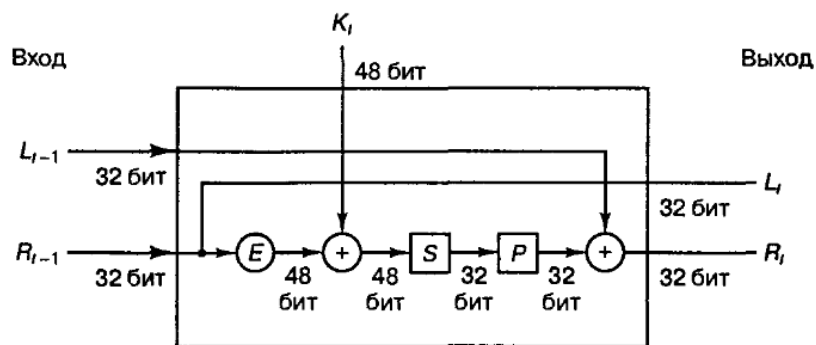 K_I
Вход
48 бит
Выход
L_{I-1}
32 бит
L_I
32 бит
R_{I-1}
32 бит
E
48 бит
+
48 бит
S
32 бит
P
32 бит
+
R_I
32 бит